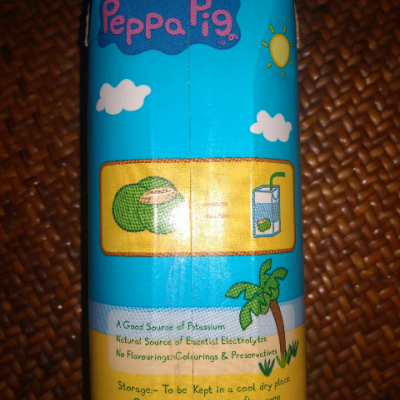 Peppa Pig
=
A Good Source of Potassium
Natural Source of Essential Electrolytes
No Flavourings, Colourings & Preservatives
Storage:- To be Kept in a cool dry place.